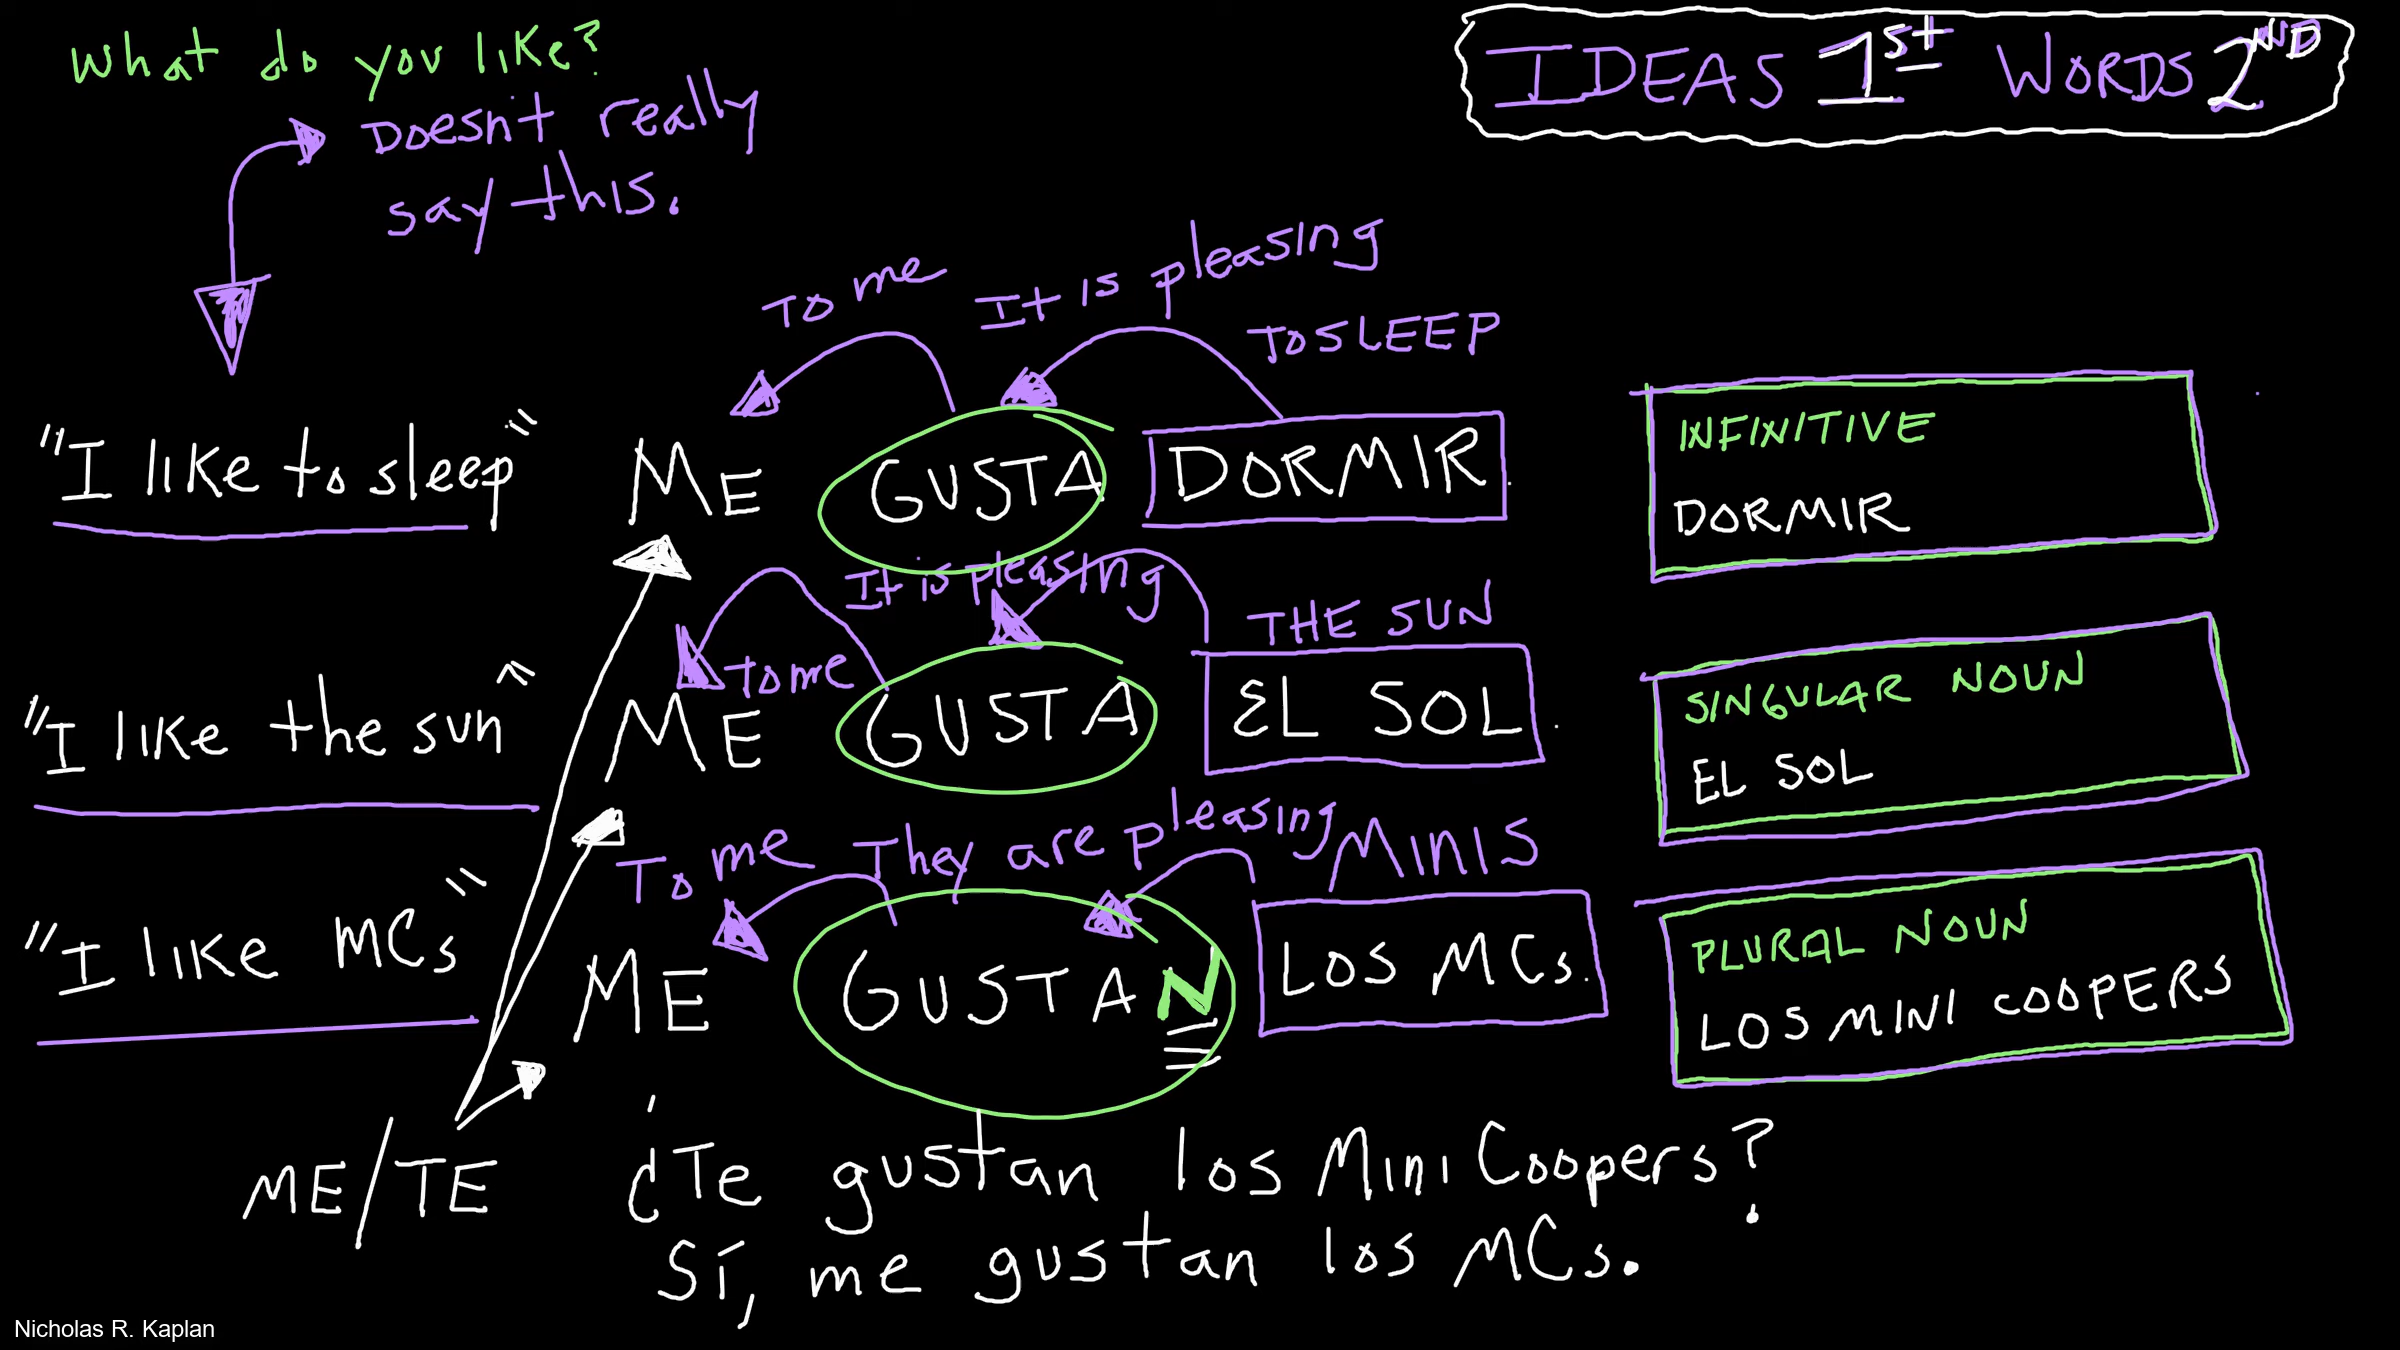 What do you like?
IDEAS 1ST WORDS 2ND
Doesn't really
say this.
To me It is pleasing
TO SLEEP
"I like to sleep" ME GUSTA DORMIR.
INFINITIVE
DORMIR
It is pleasing
THE SUN
To me
"I like the sun" ME GUSTA EL SOL.
SINGULAR NOUN
EL SOL
To me They are pleasing MINIS
"I like MCs" ME GUSTAN LOS MCs.
PLURAL NOUN
LOS MINI COOPERS
ME/TE ¿Te gustan los Mini Coopers?
Sí, me gustan los MCs.
Nicholas R. Kaplan